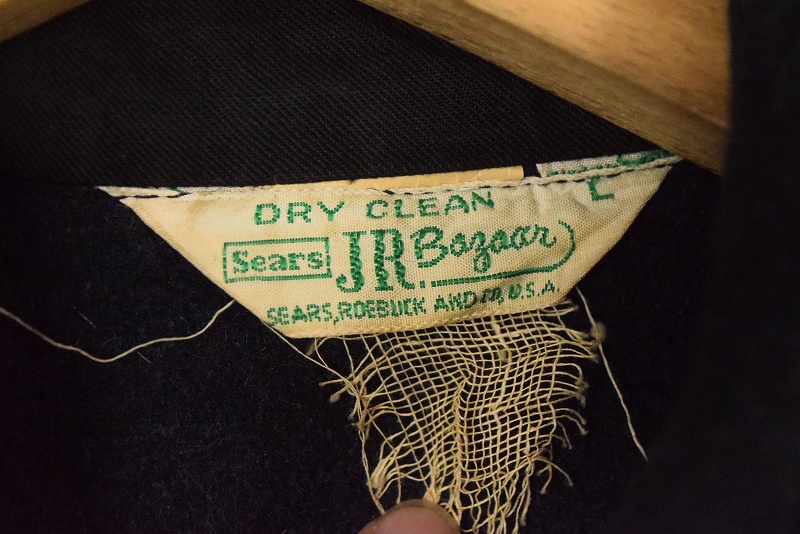 DRY CLEAN
L
Sears JR Bazaar
SEARS, ROEBUCK AND CO, U.S.A.